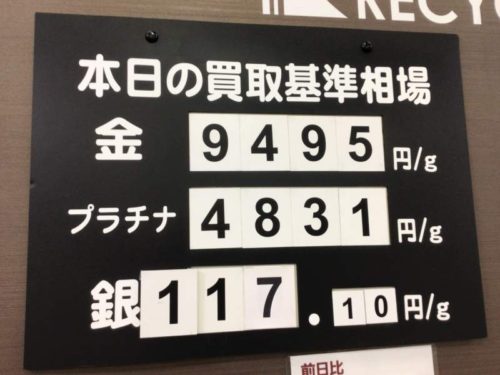 RECYC
本日の買取基準相場
金 9495 円/g
プラチナ 4831 円/g
銀 117.10 円/g
前日比